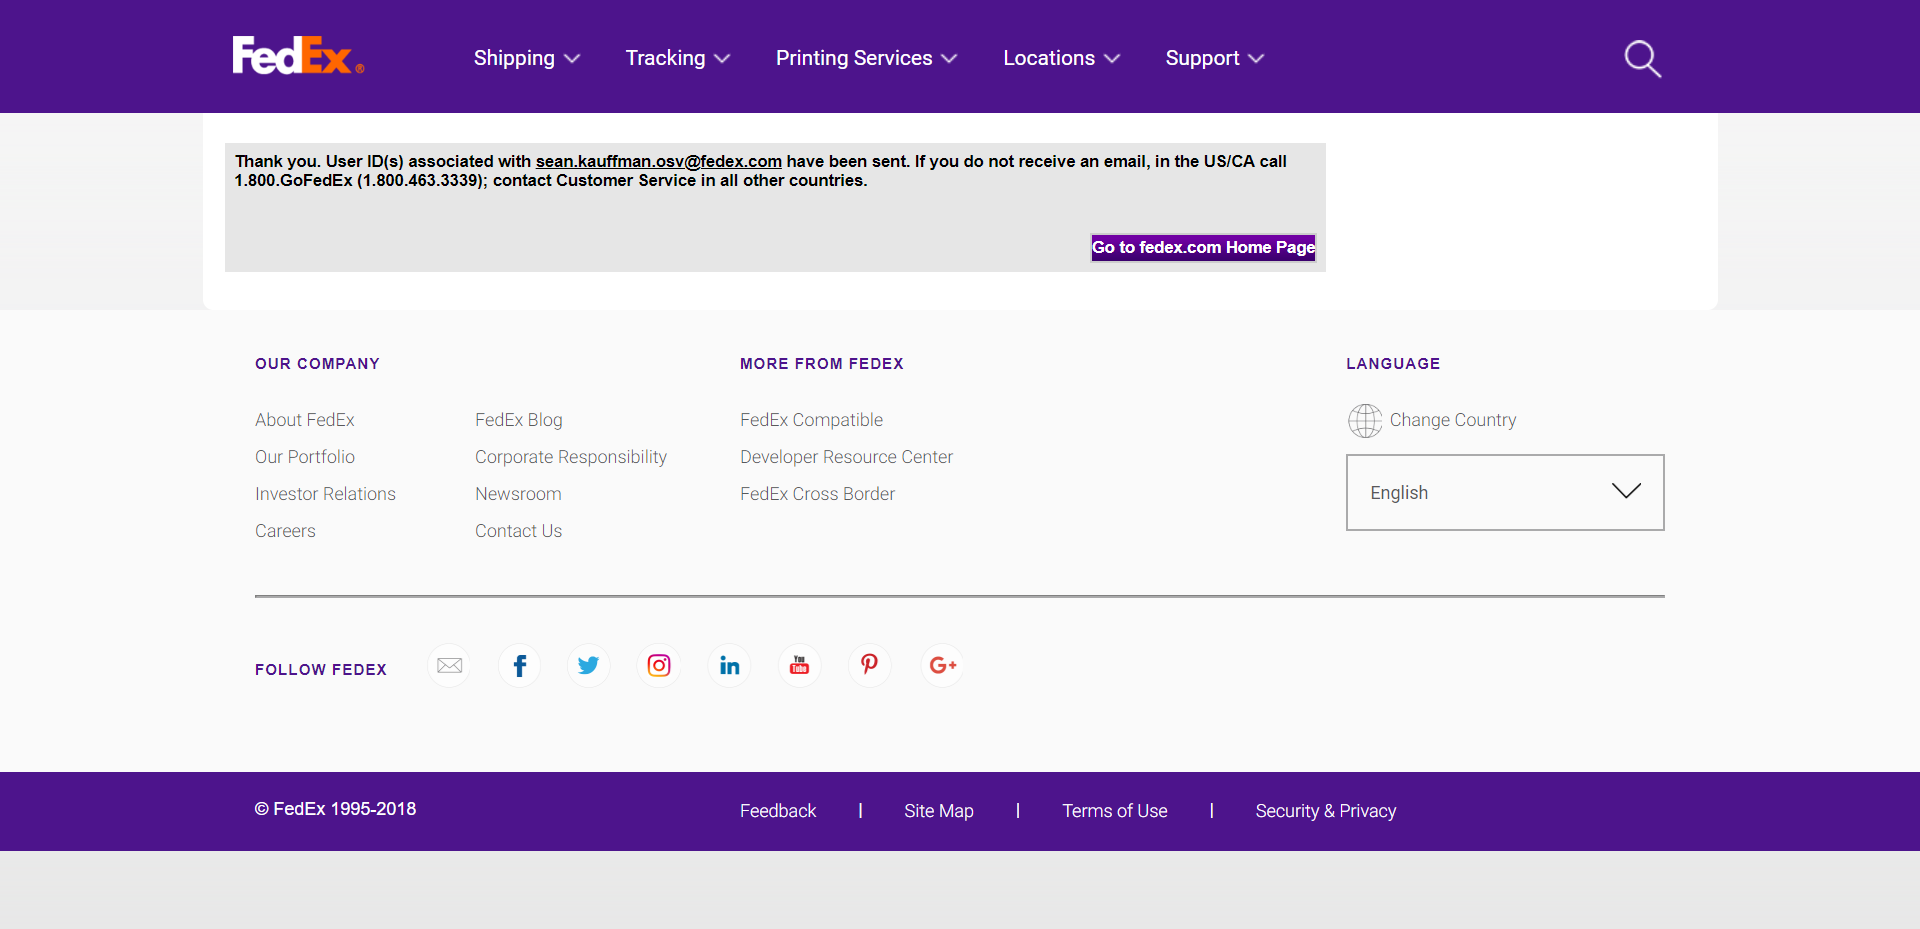 FedEx®
Shipping
Tracking
Printing Services
Locations
Support
Thank you. User ID(s) associated with sean.kauffman.osv@fedex.com have been sent. If you do not receive an email, in the US/CA call
1.800.GoFedEx (1.800.463.3339); contact Customer Service in all other countries.
Go to fedex.com Home Page
OUR COMPANY
MORE FROM FEDEX
LANGUAGE
About FedEx
FedEx Blog
FedEx Compatible
Change Country
Our Portfolio
Corporate Responsibility
Developer Resource Center
Investor Relations
Newsroom
FedEx Cross Border
English
Careers
Contact Us
FOLLOW FEDEX
You
Tube
G+
© FedEx 1995-2018
Feedback | Site Map | Terms of Use | Security & Privacy